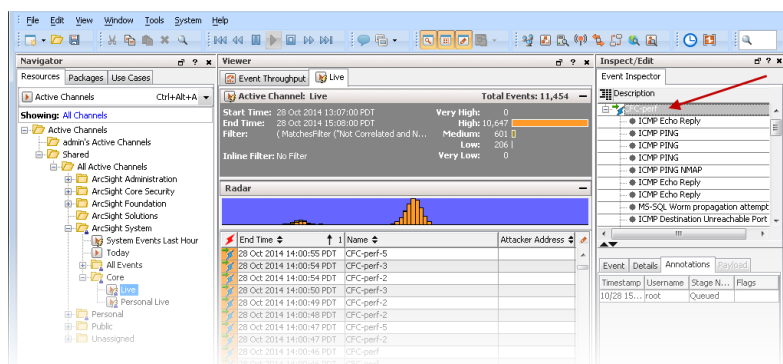 File Edit View Window Tools System Help
Navigator
Resources Packages Use Cases
Active Channels Ctrl+Alt+A
Showing: All Channels
Active Channels
admin's Active Channels
Shared
All Active Channels
ArcSight Administration
ArcSight Core Security
ArcSight Foundation
ArcSight Solutions
ArcSight System
System Events Last Hour
Today
All Events
Core
Live
Personal Live
Personal
Public
Unassigned
Viewer
Event Throughput Live
Active Channel: Live Total Events: 11,454
Start Time: 28 Oct 2014 13:07:00 PDT Very High: 0
End Time: 28 Oct 2014 15:08:00 PDT High: 10,647
Filter: ( MatchesFilter ("Not Correlated and N... Medium: 601
Low: 206
Inline Filter: No Filter Very Low: 0
Radar
End Time 1 Name Attacker Address
28 Oct 2014 14:00:55 PDT CFC-perf-5
28 Oct 2014 14:00:54 PDT CFC-perf-3
28 Oct 2014 14:00:54 PDT CFC-perf-2
28 Oct 2014 14:00:50 PDT CFC-perf-3
28 Oct 2014 14:00:49 PDT CFC-perf-2
28 Oct 2014 14:00:48 PDT CFC-perf-2
28 Oct 2014 14:00:47 PDT CFC-perf-5
28 Oct 2014 14:00:47 PDT CFC-perf-2
28 Oct 2014 14:00:46 PDT CFC-perf
Inspect/Edit
Event Inspector
Description
CFC-perf
ICMP Echo Reply
ICMP PING
ICMP PING
ICMP PING
ICMP PING NMAP
ICMP Echo Reply
ICMP Echo Reply
MS-SQL Worm propagation attempt
ICMP Destination Unreachable Port
Event Details Annotations Payload
Timestamp Username Stage N... Flags
10/28 15... root Queued